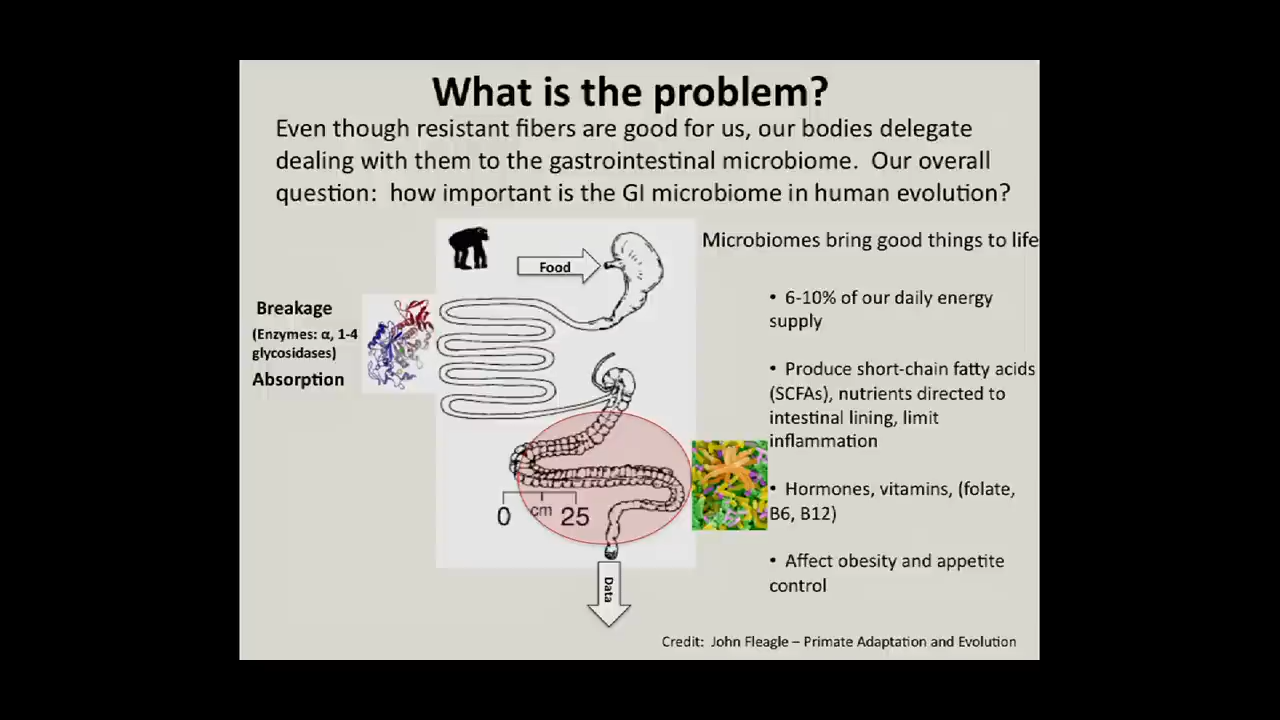 What is the problem?
Even though resistant fibers are good for us, our bodies delegate
dealing with them to the gastrointestinal microbiome.  Our overall
question:  how important is the GI microbiome in human evolution?
Microbiomes bring good things to life
Food
Breakage
(Enzymes: α, 1-4
glycosidases)
Absorption
• 6-10% of our daily energy
supply
• Produce short-chain fatty acids
(SCFAs), nutrients directed to
intestinal lining, limit
inflammation
• Hormones, vitamins, (folate,
B6, B12)
• Affect obesity and appetite
control
0 cm 25
Data
Credit:  John Fleagle – Primate Adaptation and Evolution